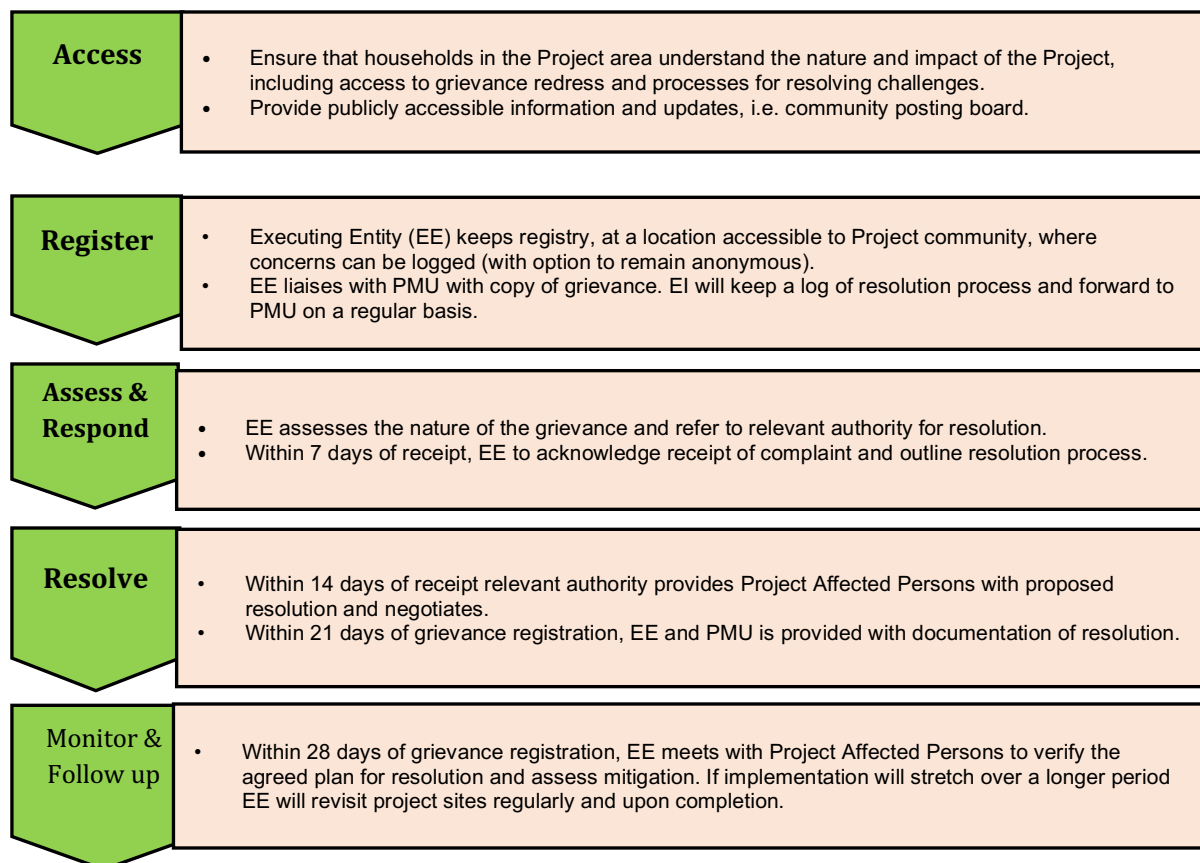 Access
• Ensure that households in the Project area understand the nature and impact of the Project,
including access to grievance redress and processes for resolving challenges.
• Provide publicly accessible information and updates, i.e. community posting board.
Register
• Executing Entity (EE) keeps registry, at a location accessible to Project community, where
concerns can be logged (with option to remain anonymous).
• EE liaises with PMU with copy of grievance. EI will keep a log of resolution process and forward to
PMU on a regular basis.
Assess &
Respond
• EE assesses the nature of the grievance and refer to relevant authority for resolution.
• Within 7 days of receipt, EE to acknowledge receipt of complaint and outline resolution process.
Resolve
• Within 14 days of receipt relevant authority provides Project Affected Persons with proposed
resolution and negotiates.
• Within 21 days of grievance registration, EE and PMU is provided with documentation of resolution.
Monitor &
Follow up
• Within 28 days of grievance registration, EE meets with Project Affected Persons to verify the
agreed plan for resolution and assess mitigation. If implementation will stretch over a longer period
EE will revisit project sites regularly and upon completion.